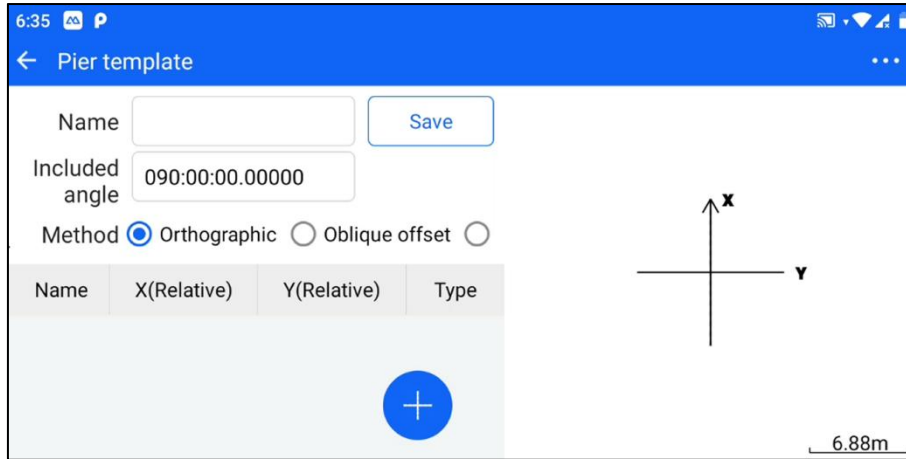 6:35
Pier template
Name
Save
Included angle
090:00:00.00000
Method Orthographic Oblique offset
Name X(Relative) Y(Relative) Type
X
Y
6.88m